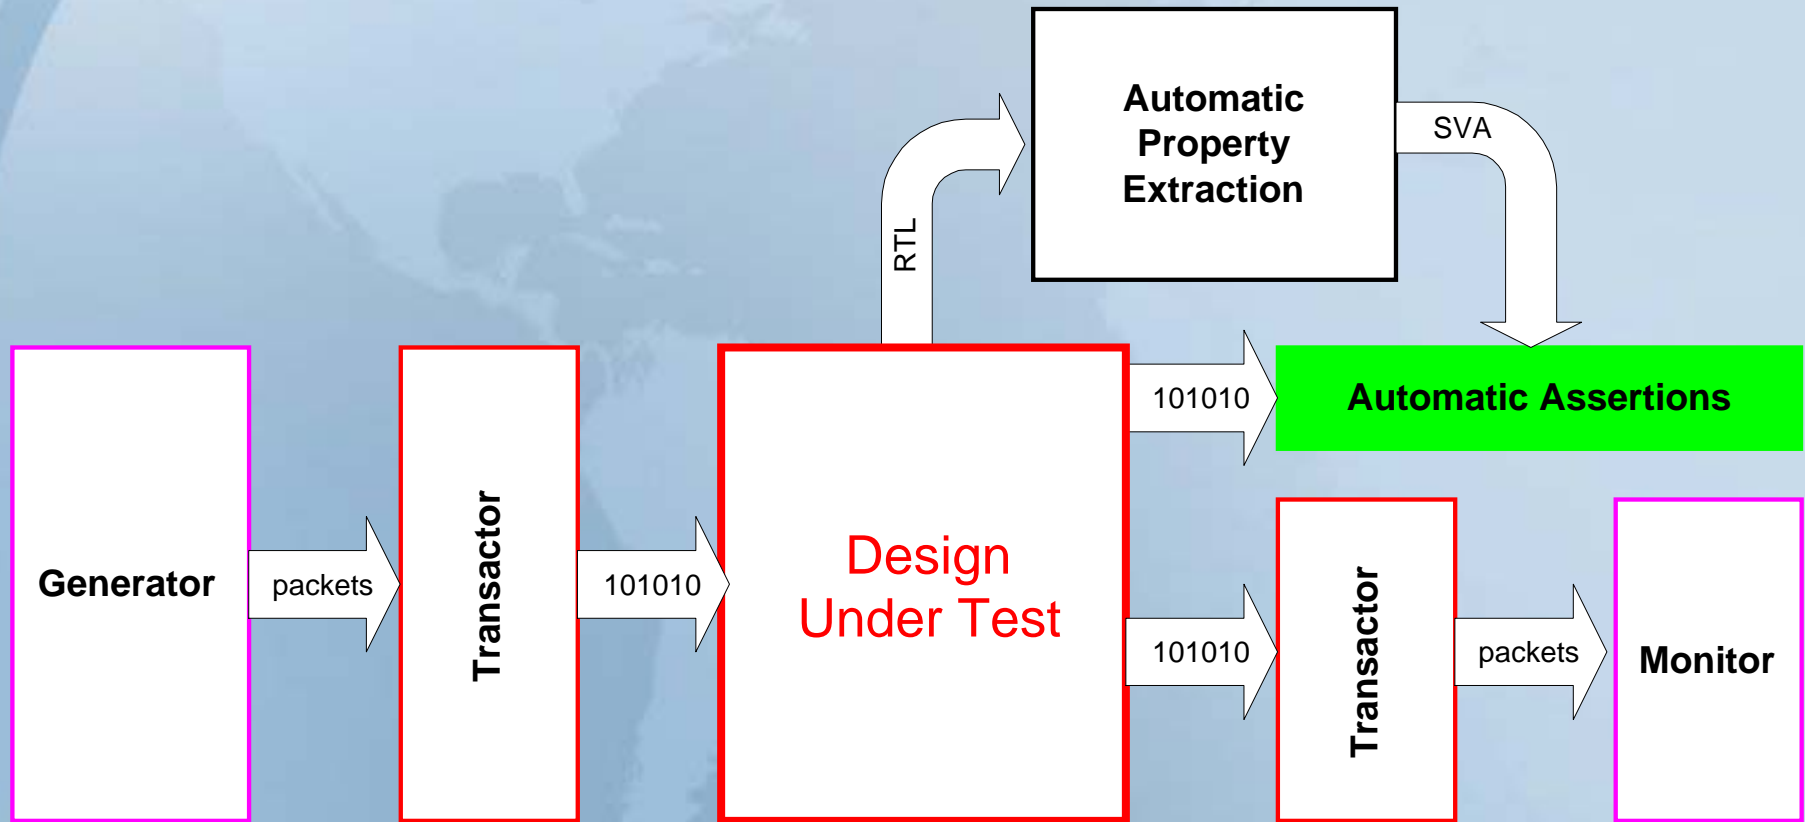 Automatic
Property
Extraction
SVA
RTL
101010
Automatic Assertions
Generator
packets
Transactor
101010
Design
Under Test
101010
Transactor
packets
Monitor